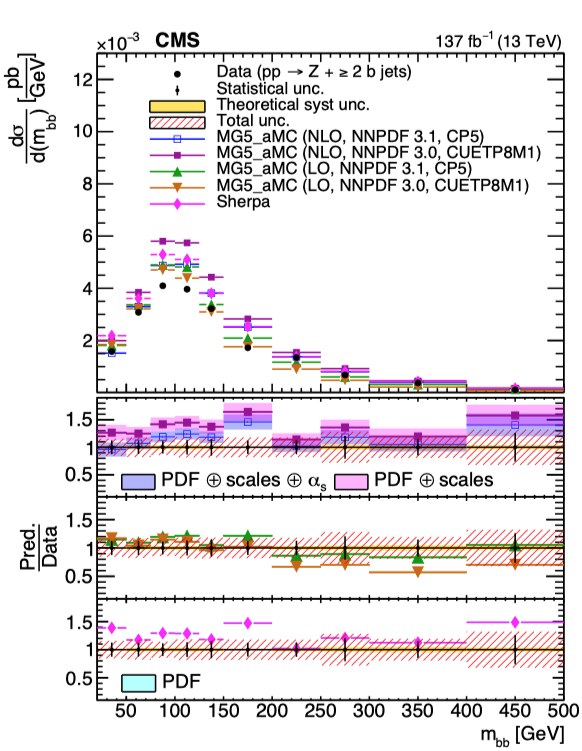 ×10⁻³ CMS 137 fb⁻¹ (13 TeV)
dσ/d(m_bb) [pb/GeV]
Data (pp → Z + ≥ 2 b jets)
Statistical unc.
Theoretical syst unc.
Total unc.
MG5_aMC (NLO, NNPDF 3.1, CP5)
MG5_aMC (NLO, NNPDF 3.0, CUETP8M1)
MG5_aMC (LO, NNPDF 3.1, CP5)
MG5_aMC (LO, NNPDF 3.0, CUETP8M1)
Sherpa
12
10
8
6
4
2
1.5
1
0.5
PDF ⊕ scales ⊕ α_s PDF ⊕ scales
Pred./Data
1.5
1
0.5
1.5
1
0.5
PDF
50 100 150 200 250 300 350 400 450 500
m_bb [GeV]